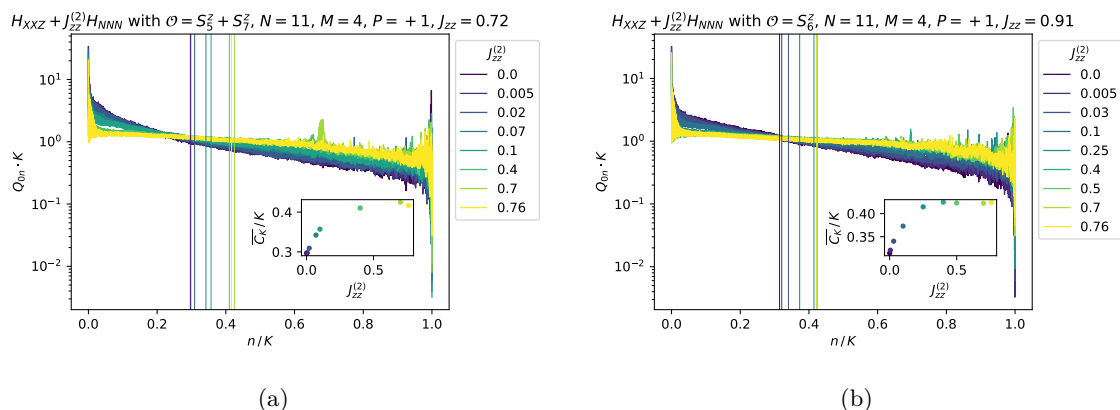 H_{XXZ} + J_{zz}^{(2)} H_{NNN} with 𝒪 = S_5^z + S_7^z, N = 11, M = 4, P = +1, J_{zz} = 0.72
Q_{0n} · K
10^1
10^0
10^{-1}
10^{-2}
0.0 0.2 0.4 0.6 0.8 1.0
n / K
\overline{C_K} / K
0.4
0.3
0.0 0.5
J_{zz}^{(2)}
J_{zz}^{(2)}
0.0
0.005
0.02
0.07
0.1
0.4
0.7
0.76
(a)
H_{XXZ} + J_{zz}^{(2)} H_{NNN} with 𝒪 = S_6^z, N = 11, M = 4, P = +1, J_{zz} = 0.91
Q_{0n} · K
10^1
10^0
10^{-1}
10^{-2}
0.0 0.2 0.4 0.6 0.8 1.0
n / K
\overline{C_K} / K
0.40
0.35
0.0 0.5
J_{zz}^{(2)}
J_{zz}^{(2)}
0.0
0.005
0.03
0.1
0.25
0.4
0.5
0.7
0.76
(b)